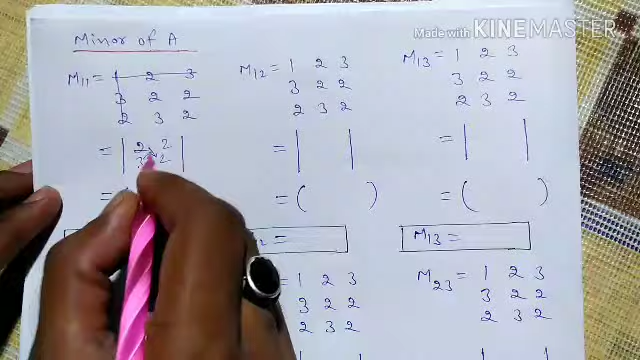 Made with KINEMASTER
Minor of A
M11 = 1 2 3
3 2 2
2 3 2
= | 2 2 |
3 2
=
M12 = 1 2 3
3 2 2
2 3 2
= | |
= ( )
2 =
1 2 3
3 2 2
2 3 2
M13 = 1 2 3
3 2 2
2 3 2
= | |
= ( )
M13 =
M23 = 1 2 3
3 2 2
2 3 2